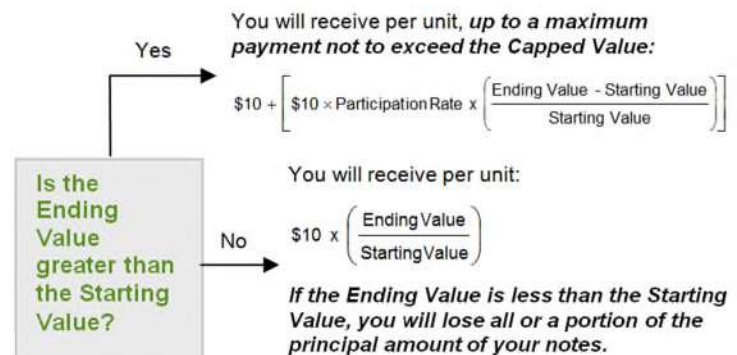 You will receive per unit, up to a maximum
payment not to exceed the Capped Value:
Yes
$10 + [ $10 × Participation Rate x ( Ending Value - Starting Value / Starting Value ) ]
Is the
Ending
Value
greater than
the Starting
Value?
No
You will receive per unit:
$10 x ( Ending Value / Starting Value )
If the Ending Value is less than the Starting
Value, you will lose all or a portion of the
principal amount of your notes.